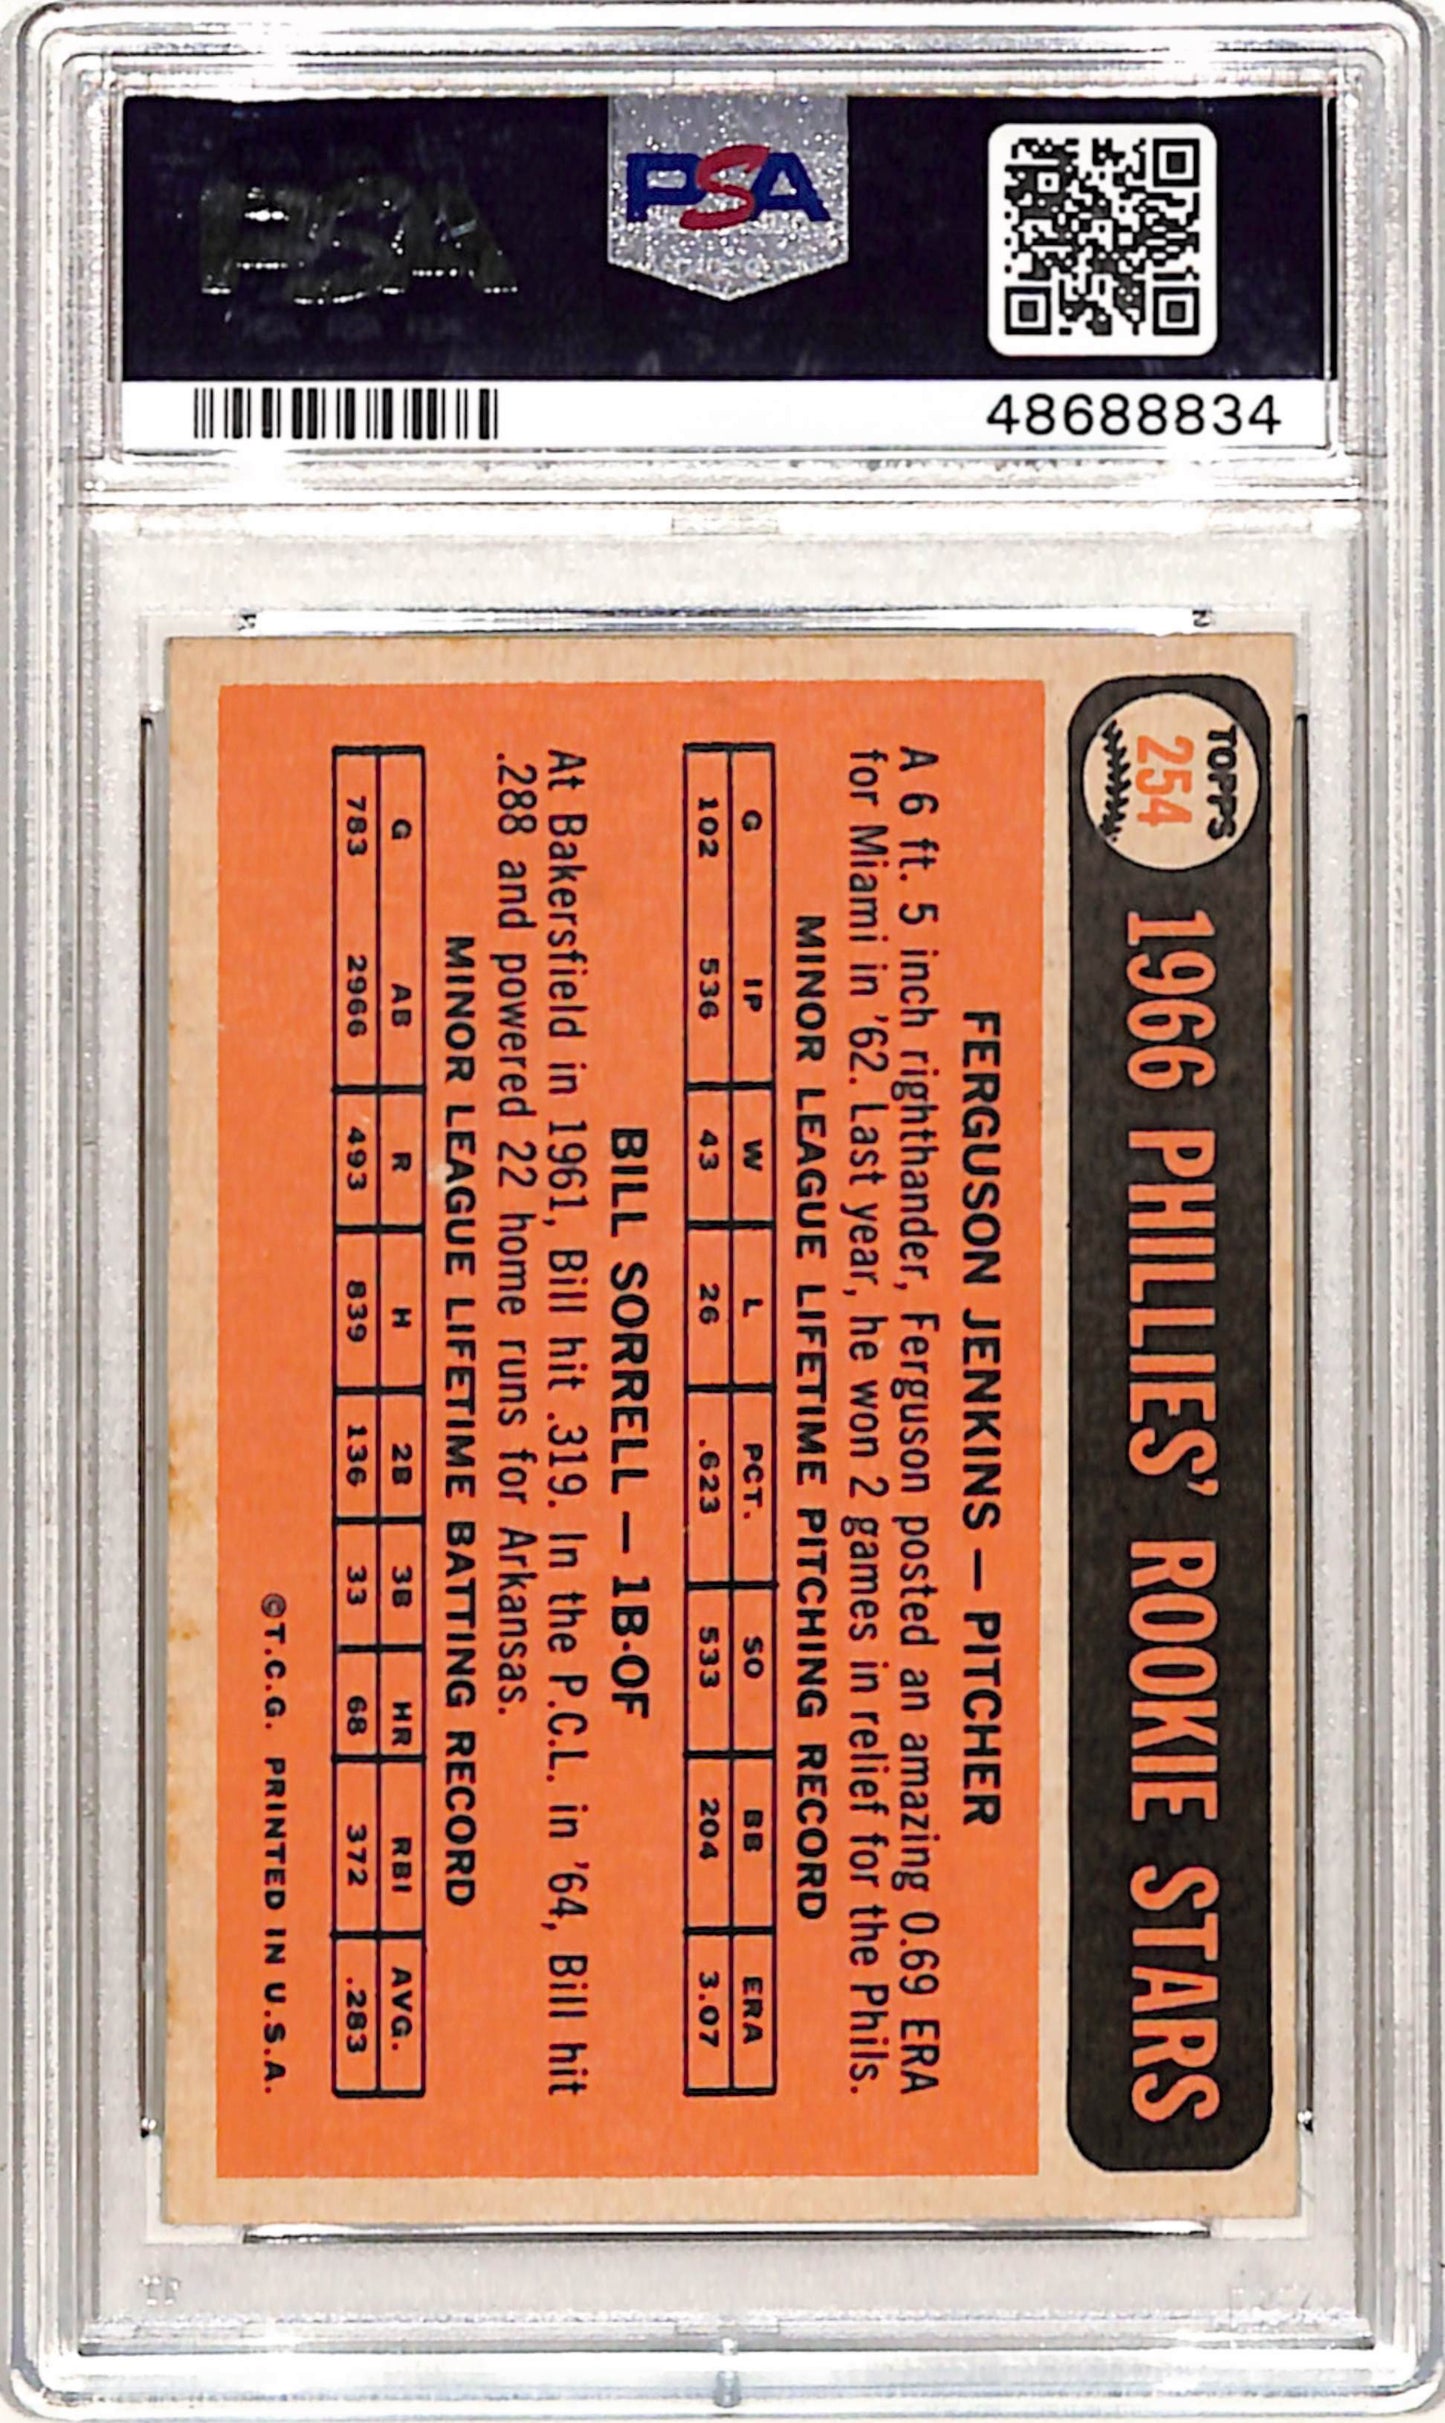 PSA
PSA
48688834
TOPPS
254
1966 PHILLIES' ROOKIE STARS
FERGUSON JENKINS — PITCHER
A 6 ft. 5 inch righthander, Ferguson posted an amazing 0.69 ERA
for Miami in '62. Last year, he won 2 games in relief for the Phils.
MINOR LEAGUE LIFETIME PITCHING RECORD
G IP W L PCT. SO BB ERA
102 536 43 26 .623 533 204 3.07
BILL SORRELL — 1B-OF
At Bakersfield in 1961, Bill hit .319. In the P.C.L. in '64, Bill hit
.288 and powered 22 home runs for Arkansas.
MINOR LEAGUE LIFETIME BATTING RECORD
G AB R H 2B 3B HR RBI AVG.
783 2966 493 839 136 33 68 372 .283
©T.C.G. PRINTED IN U.S.A.